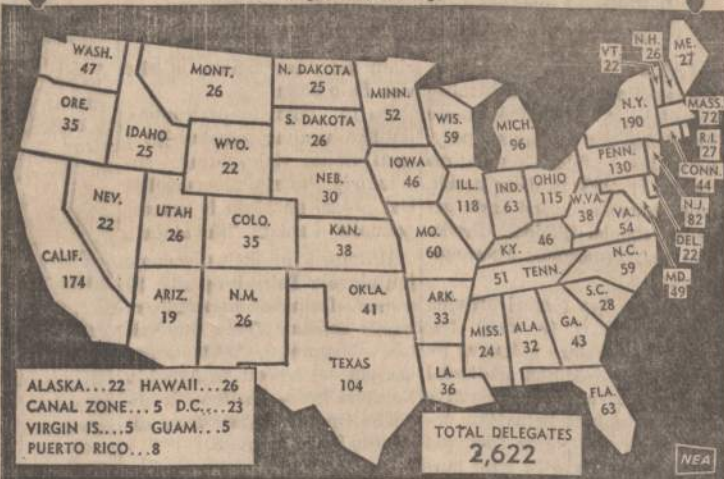 WASH.
47
ORE.
35
IDAHO
25
MONT.
26
WYO.
22
NEV.
22
UTAH
26
COLO.
35
CALIF.
174
ARIZ.
19
N.M.
26
N. DAKOTA
25
S. DAKOTA
26
NEB.
30
KAN.
38
OKLA.
41
TEXAS
104
MINN.
52
IOWA
46
MO.
60
ARK.
33
LA.
36
WIS.
59
ILL.
118
MICH.
96
IND.
63
OHIO
115
KY. 46
51 TENN.
MISS.
24
ALA.
32
GA.
43
FLA.
63
S.C.
28
N.C.
59
VA.
54
W.VA.
38
PENN.
130
N.Y.
190
VT
22
N.H.
26
ME.
27
MASS.
72
R.I.
27
CONN.
44
N.J.
82
DEL.
22
MD.
49
ALASKA...22 HAWAII...26
CANAL ZONE...5 D.C....23
VIRGIN IS....5 GUAM...5
PUERTO RICO...8
TOTAL DELEGATES
2,622
NEA